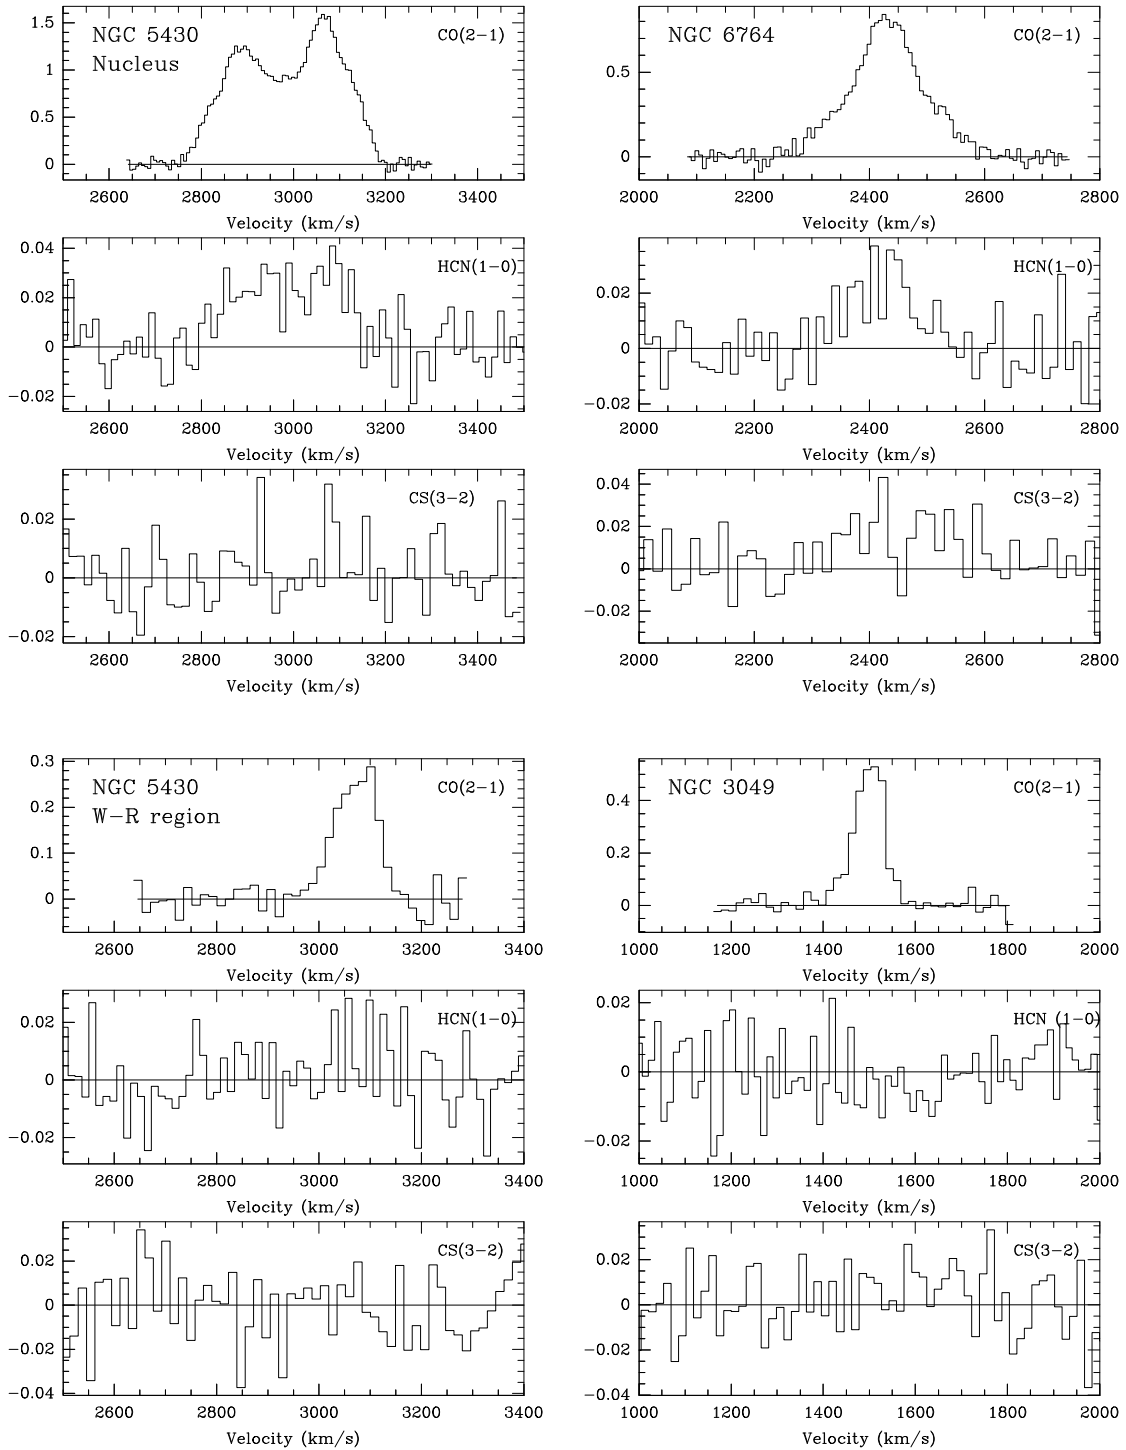 NGC 5430
Nucleus
CO(2−1)
1.5
1
0.5
0
2600 2800 3000 3200 3400
Velocity (km/s)
HCN(1−0)
0.04
0.02
0
−0.02
2600 2800 3000 3200 3400
Velocity (km/s)
CS(3−2)
0.02
0
−0.02
2600 2800 3000 3200 3400
Velocity (km/s)
NGC 6764
CO(2−1)
0.5
0
2000 2200 2400 2600 2800
Velocity (km/s)
HCN(1−0)
0.02
0
−0.02
2000 2200 2400 2600 2800
Velocity (km/s)
CS(3−2)
0.04
0.02
0
−0.02
2000 2200 2400 2600 2800
Velocity (km/s)
NGC 5430
W−R region
CO(2−1)
0.3
0.2
0.1
0
2600 2800 3000 3200 3400
Velocity (km/s)
HCN(1−0)
0.02
0
−0.02
2600 2800 3000 3200 3400
Velocity (km/s)
CS(3−2)
0.02
0
−0.02
−0.04
2600 2800 3000 3200 3400
Velocity (km/s)
NGC 3049
CO(2−1)
0.4
0.2
0
1000 1200 1400 1600 1800 2000
Velocity (km/s)
HCN (1−0)
0.02
0
−0.02
1000 1200 1400 1600 1800 2000
Velocity (km/s)
CS(3−2)
0.02
0
−0.02
−0.04
1000 1200 1400 1600 1800 2000
Velocity (km/s)